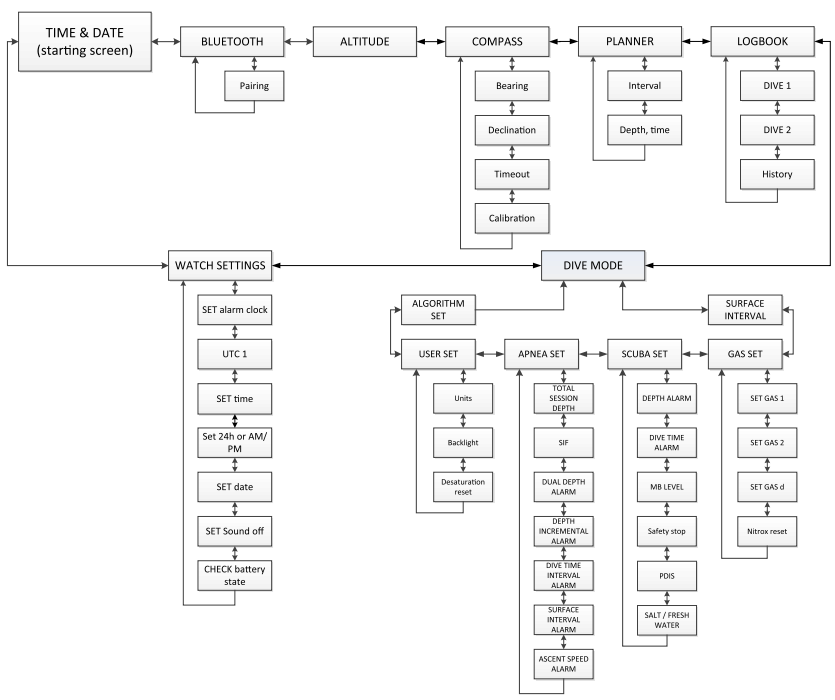 TIME & DATE
(starting screen)
BLUETOOTH
ALTITUDE
COMPASS
PLANNER
LOGBOOK
Pairing
Bearing
Declination
Timeout
Calibration
Interval
Depth, time
DIVE 1
DIVE 2
History
WATCH SETTINGS
DIVE MODE
SET alarm clock
UTC 1
SET time
Set 24h or AM/
PM
SET date
SET Sound off
CHECK battery
state
ALGORITHM
SET
SURFACE
INTERVAL
USER SET
APNEA SET
SCUBA SET
GAS SET
Units
Backlight
Desaturation
reset
TOTAL
SESSION
DEPTH
SIF
DUAL DEPTH
ALARM
DEPTH
INCREMENTAL
ALARM
DIVE TIME
INTERVAL
ALARM
SURFACE
INTERVAL
ALARM
ASCENT SPEED
ALARM
DEPTH ALARM
DIVE TIME
ALARM
MB LEVEL
Safety stop
PDIS
SALT / FRESH
WATER
SET GAS 1
SET GAS 2
SET GAS d
Nitrox reset